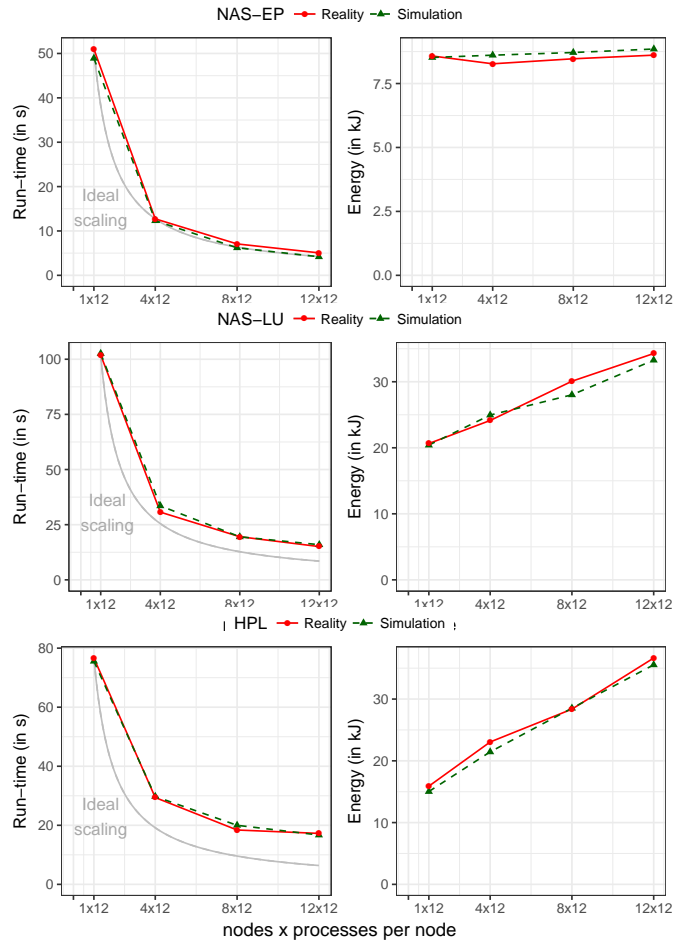 NAS−EP Reality Simulation
Run−time (in s)
50
40
30
20
10
0
Ideal
scaling
1x12 4x12 8x12 12x12
Energy (in kJ)
7.5
5.0
2.5
0.0
1x12 4x12 8x12 12x12
NAS−LU Reality Simulation
Run−time (in s)
100
75
50
25
0
Ideal
scaling
1x12 4x12 8x12 12x12
Energy (in kJ)
30
20
10
0
1x12 4x12 8x12 12x12
HPL Reality Simulation
Run−time (in s)
80
60
40
20
0
Ideal
scaling
1x12 4x12 8x12 12x12
Energy (in kJ)
30
20
10
0
1x12 4x12 8x12 12x12
nodes x processes per node